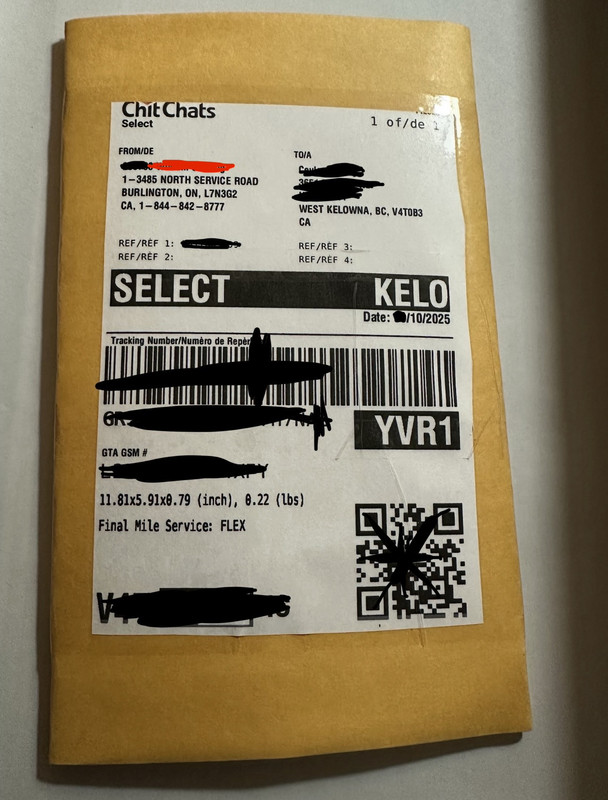 Chit Chats
Select
1 of/de 1
FROM/DE
1-3485 NORTH SERVICE ROAD
BURLINGTON, ON, L7N3G2
CA, 1-844-842-8777
TO/A
WEST KELOWNA, BC, V4T0B3
CA
REF/RÉF 1:
REF/RÉF 2:
REF/RÉF 3:
REF/RÉF 4:
SELECT KELO
Date: /10/2025
Tracking Number/Numéro de Repér
YVR1
GTA GSM #
11.81x5.91x0.79 (inch), 0.22 (lbs)
Final Mile Service: FLEX